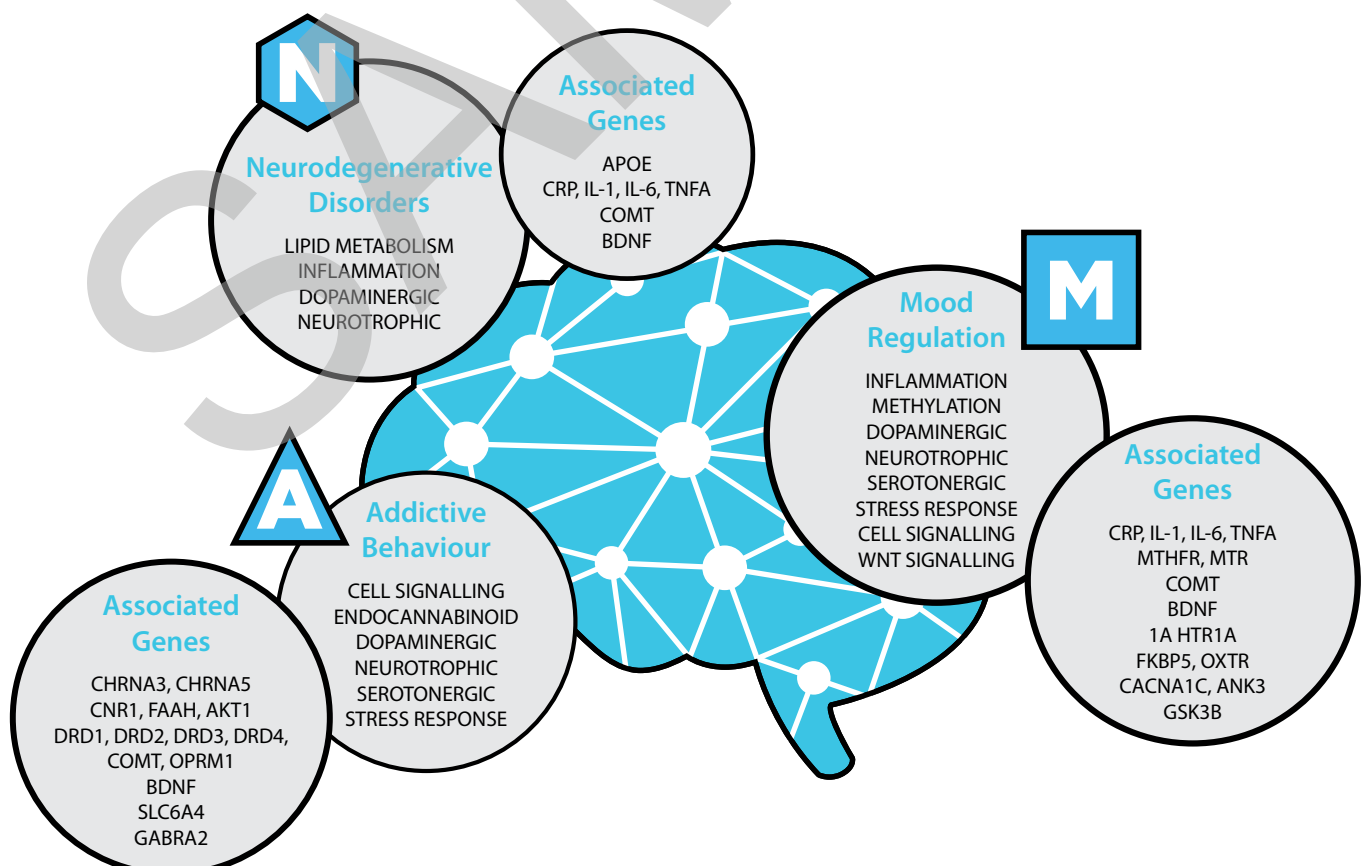 N
Neurodegenerative
Disorders
LIPID METABOLISM
INFLAMMATION
DOPAMINERGIC
NEUROTROPHIC
Associated
Genes
APOE
CRP, IL-1, IL-6, TNFA
COMT
BDNF
M
Mood
Regulation
INFLAMMATION
METHYLATION
DOPAMINERGIC
NEUROTROPHIC
SEROTONERGIC
STRESS RESPONSE
CELL SIGNALLING
WNT SIGNALLING
Associated
Genes
CRP, IL-1, IL-6, TNFA
MTHFR, MTR
COMT
BDNF
1A HTR1A
FKBP5, OXTR
CACNA1C, ANK3
GSK3B
A
Addictive
Behaviour
CELL SIGNALLING
ENDOCANNABINOID
DOPAMINERGIC
NEUROTROPHIC
SEROTONERGIC
STRESS RESPONSE
Associated
Genes
CHRNA3, CHRNA5
CNR1, FAAH, AKT1
DRD1, DRD2, DRD3, DRD4,
COMT, OPRM1
BDNF
SLC6A4
GABRA2